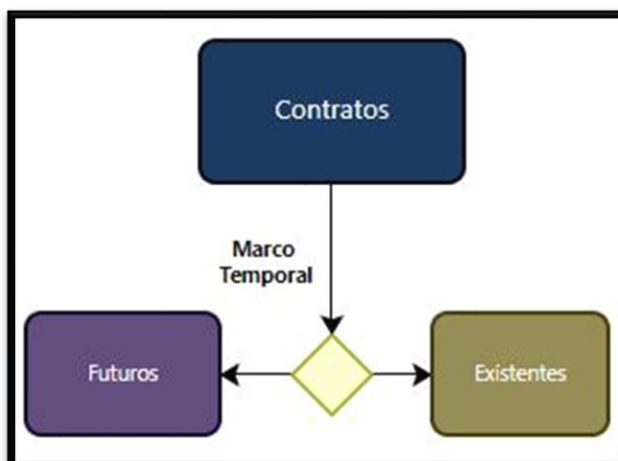 Contratos
Marco
Temporal
Futuros
Existentes